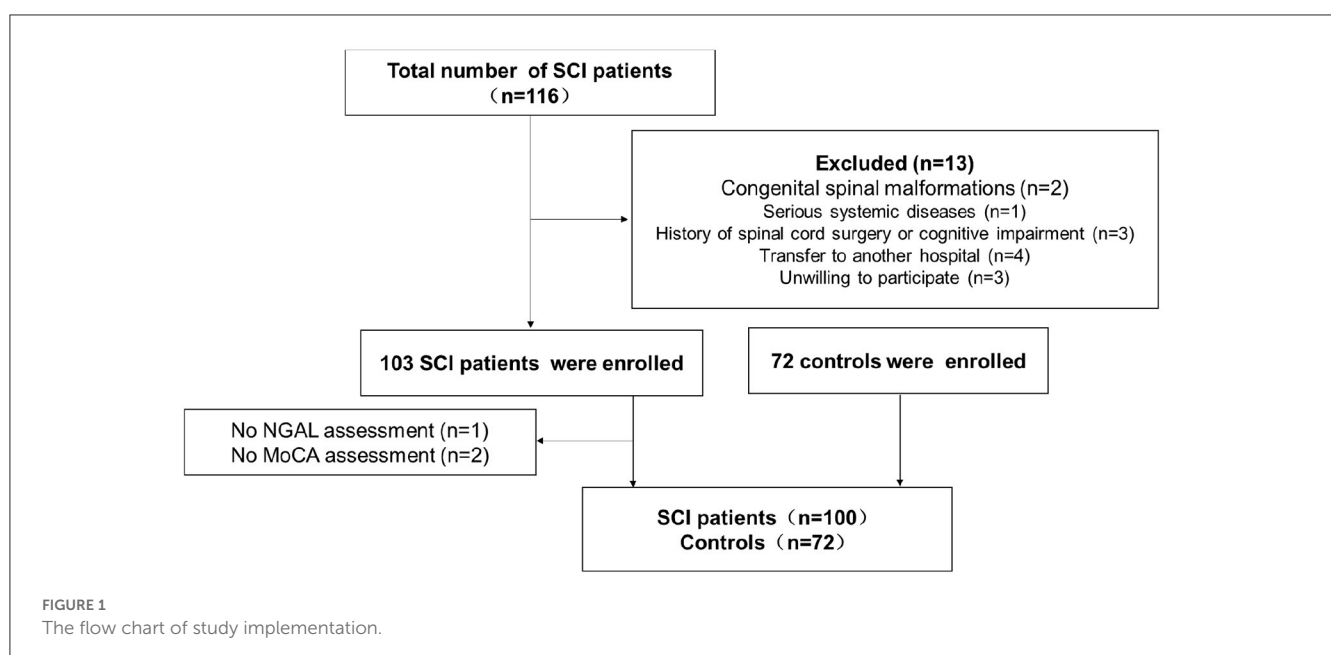 Total number of SCI patients
（n=116）
Excluded (n=13)
Congenital spinal malformations (n=2)
Serious systemic diseases (n=1)
History of spinal cord surgery or cognitive impairment (n=3)
Transfer to another hospital (n=4)
Unwilling to participate (n=3)
103 SCI patients were enrolled
72 controls were enrolled
No NGAL assessment (n=1)
No MoCA assessment (n=2)
SCI patients（n=100）
Controls（n=72）
FIGURE 1
The flow chart of study implementation.